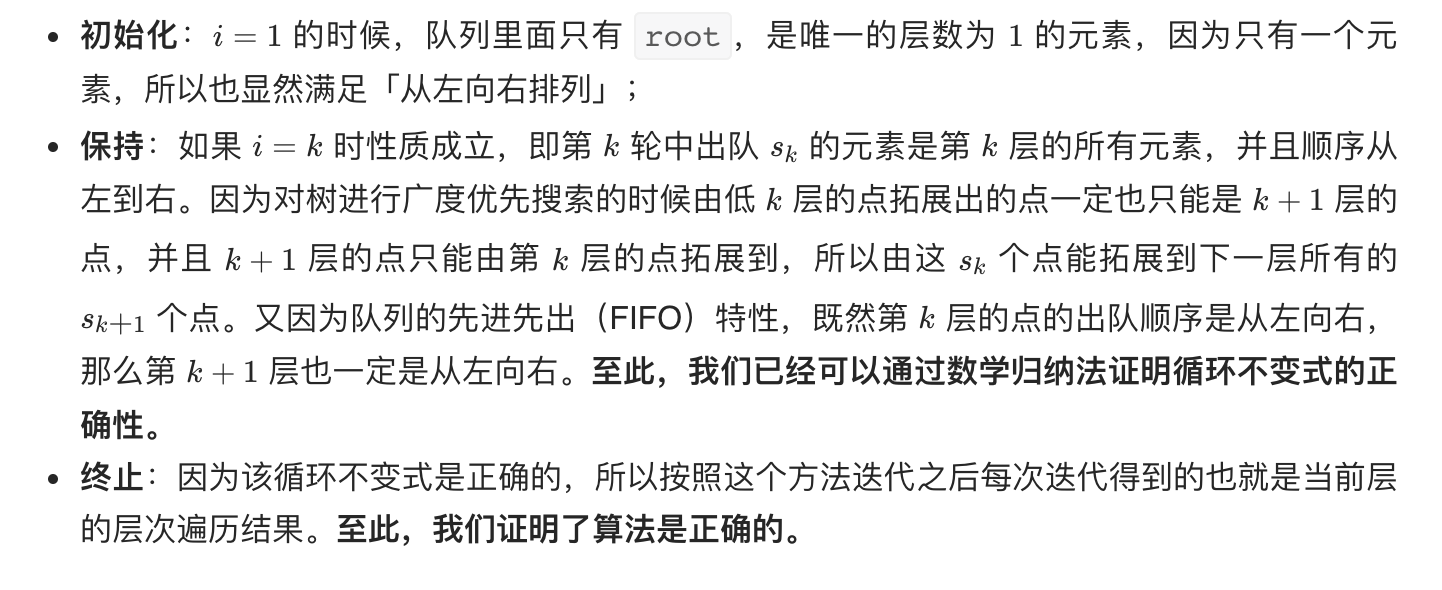 • 初始化：i = 1 的时候，队列里面只有 root ，是唯一的层数为 1 的元素，因为只有一个元
素，所以也显然满足「从左向右排列」；
• 保持：如果 i = k 时性质成立，即第 k 轮中出队 sₖ 的元素是第 k 层的所有元素，并且顺序从
左到右。因为对树进行广度优先搜索的时候由低 k 层的点拓展出的点一定也只能是 k + 1 层的
点，并且 k + 1 层的点只能由第 k 层的点拓展到，所以由这 sₖ 个点能拓展到下一层所有的
sₖ₊₁ 个点。又因为队列的先进先出（FIFO）特性，既然第 k 层的点的出队顺序是从左向右，
那么第 k + 1 层也一定是从左向右。至此，我们已经可以通过数学归纳法证明循环不变式的正
确性。
• 终止：因为该循环不变式是正确的，所以按照这个方法迭代之后每次迭代得到的也就是当前层
的层次遍历结果。至此，我们证明了算法是正确的。